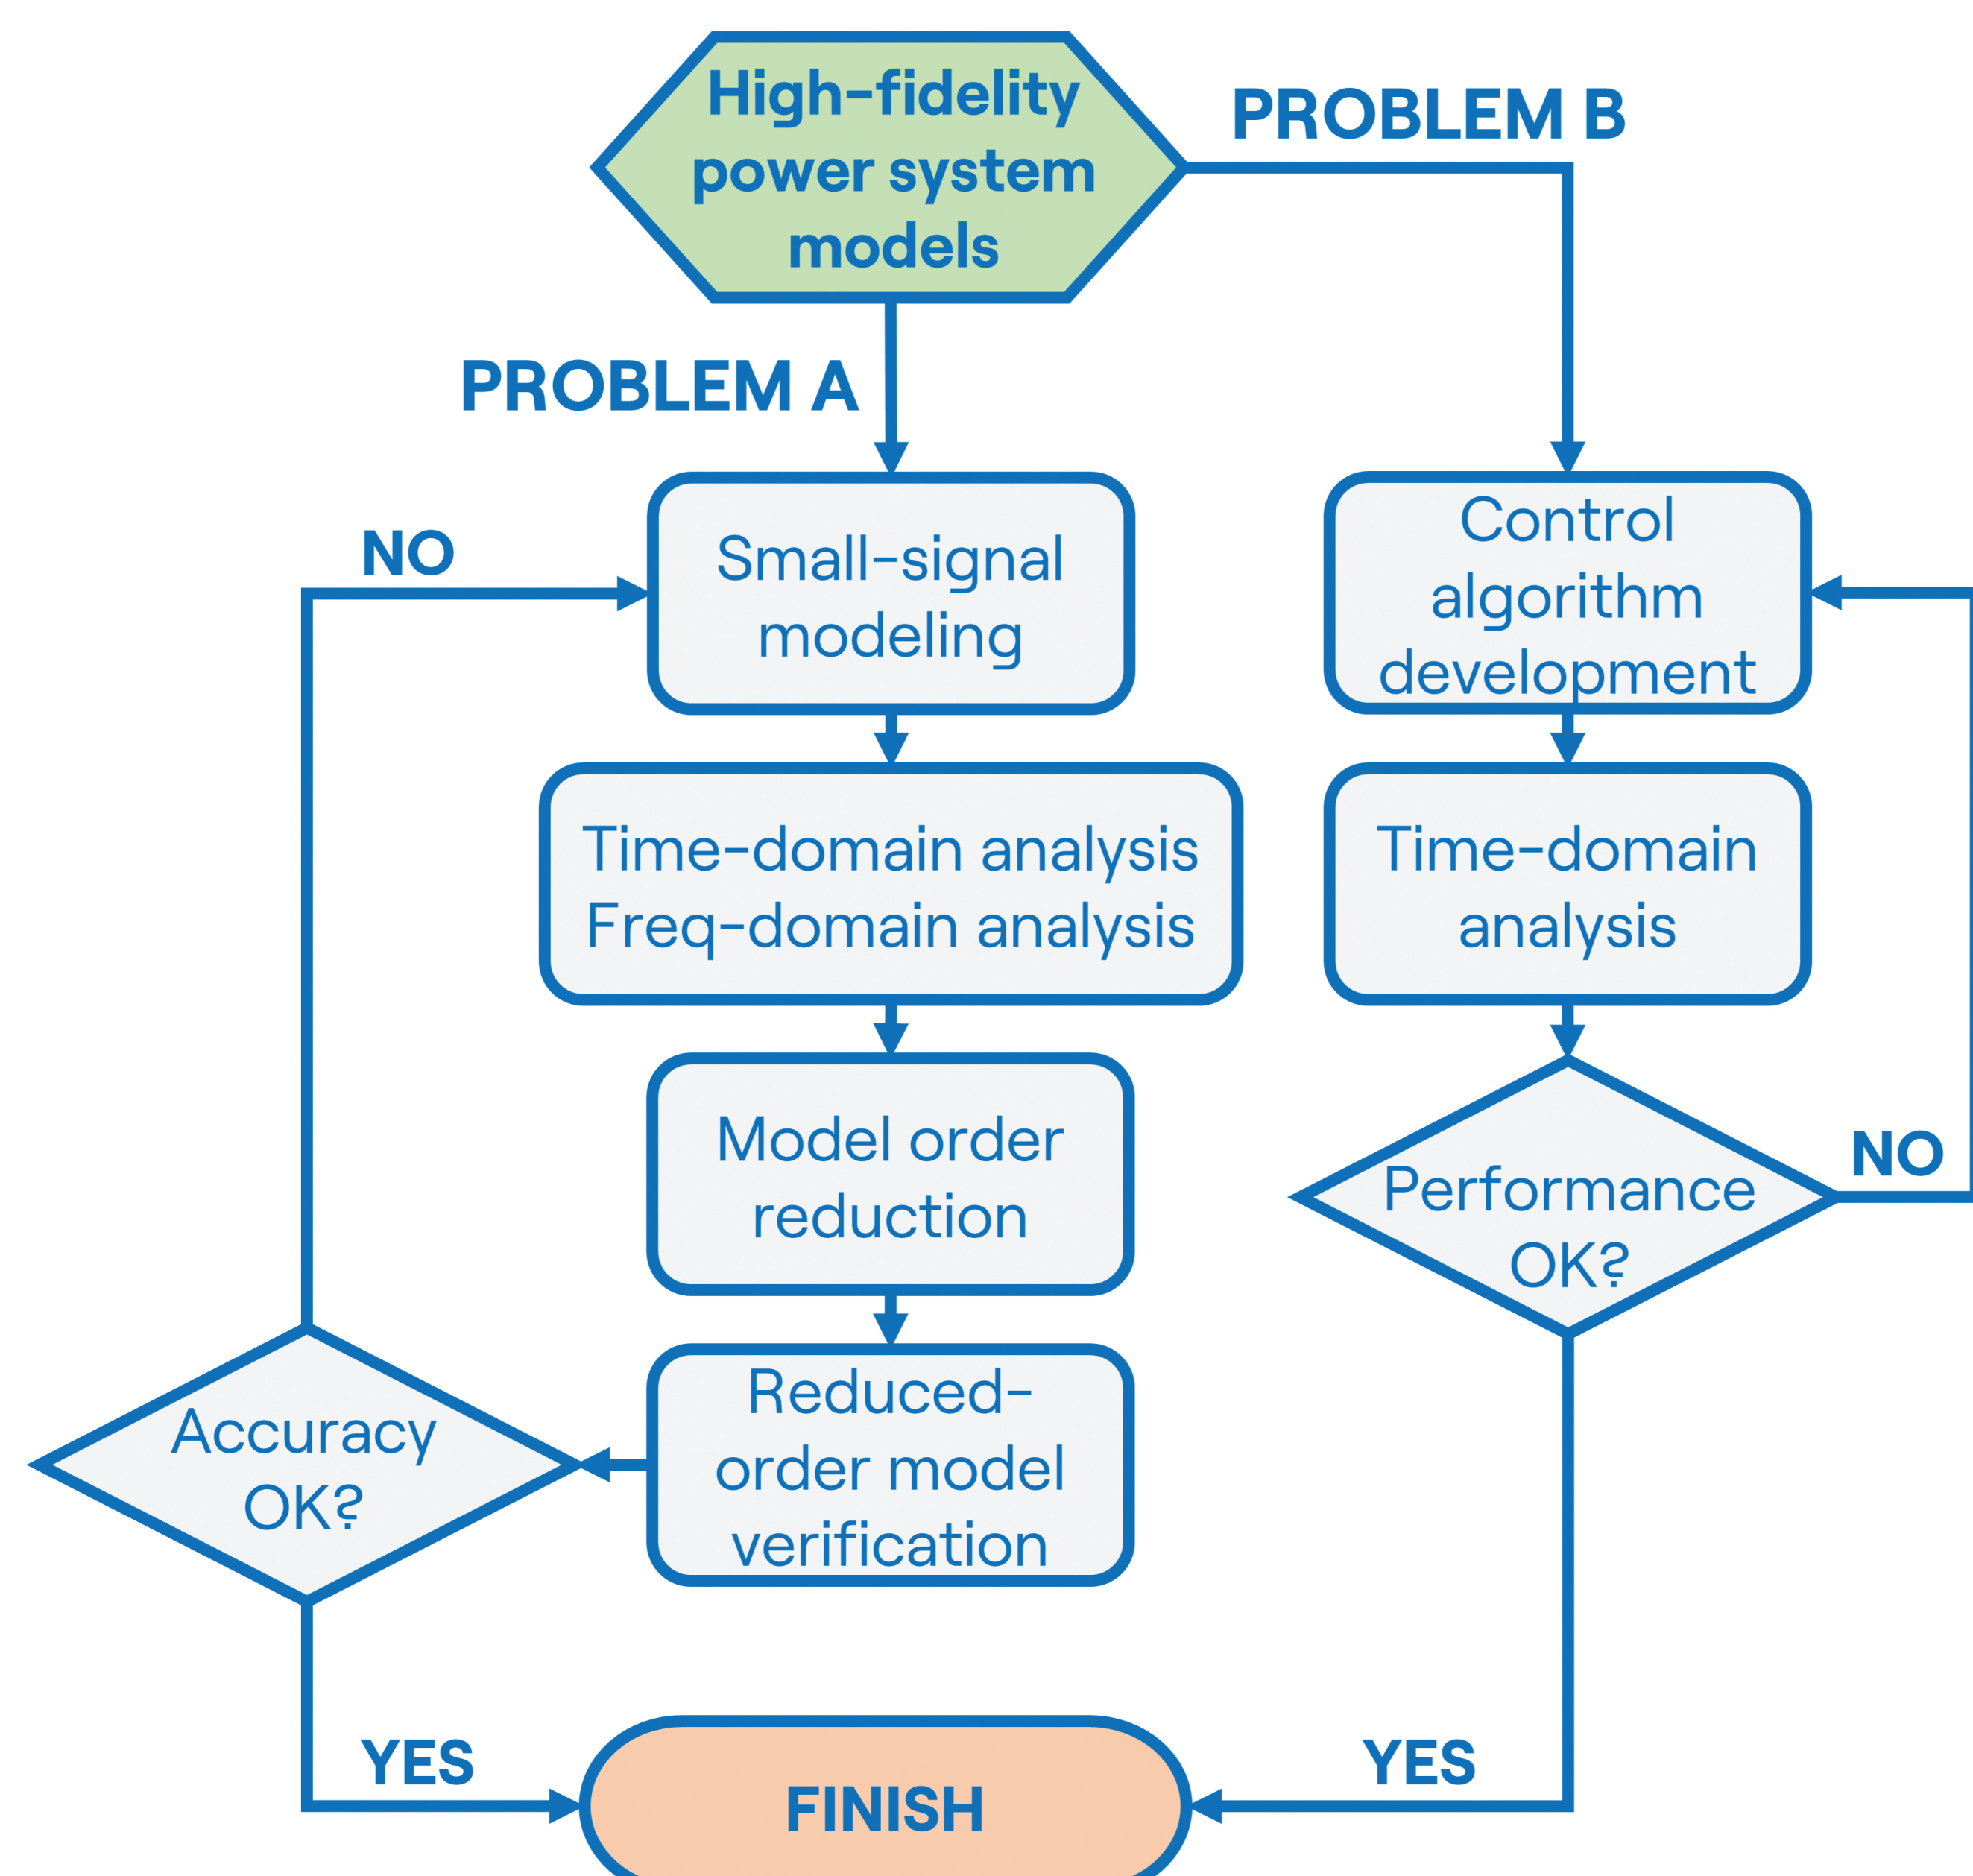 High-fidelity
power system
models
PROBLEM B
PROBLEM A
NO
Small-signal
modeling
Control
algorithm
development
Time-domain analysis
Freq-domain analysis
Time-domain
analysis
Model order
reduction
NO
Performance
OK?
Reduced-
order model
verification
Accuracy
OK?
YES
YES
FINISH